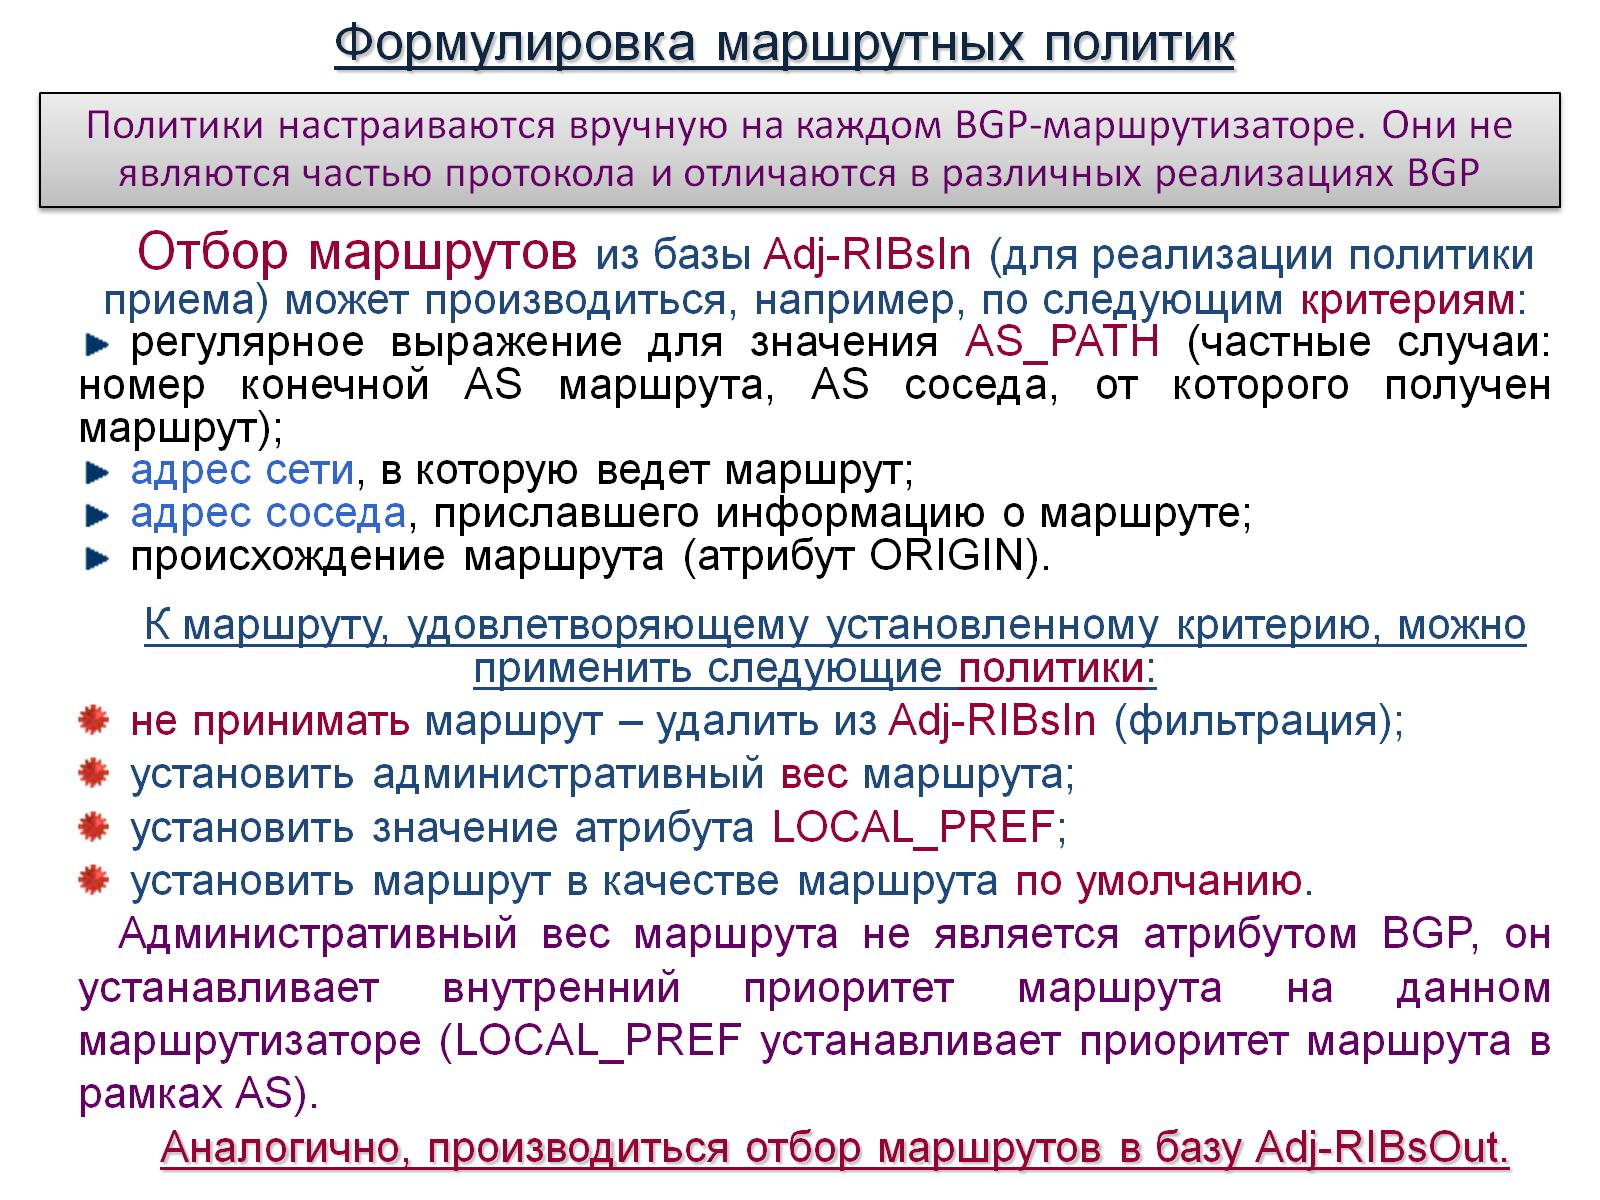 Формулировка маршрутных политик
Политики настраиваются вручную на каждом BGP-маршрутизаторе. Они не
являются частью протокола и отличаются в различных реализациях BGP
Отбор маршрутов из базы Adj-RIBsIn (для реализации политики
приема) может производиться, например, по следующим критериям:
регулярное выражение для значения AS_PATH (частные случаи:
номер конечной AS маршрута, AS соседа, от которого получен
маршрут);
адрес сети, в которую ведет маршрут;
адрес соседа, приславшего информацию о маршруте;
происхождение маршрута (атрибут ORIGIN).
К маршруту, удовлетворяющему установленному критерию, можно
применить следующие политики:
не принимать маршрут – удалить из Adj-RIBsIn (фильтрация);
установить административный вес маршрута;
установить значение атрибута LOCAL_PREF;
установить маршрут в качестве маршрута по умолчанию.
Административный вес маршрута не является атрибутом BGP, он
устанавливает внутренний приоритет маршрута на данном
маршрутизаторе (LOCAL_PREF устанавливает приоритет маршрута в
рамках AS).
Аналогично, производиться отбор маршрутов в базу Adj-RIBsOut.